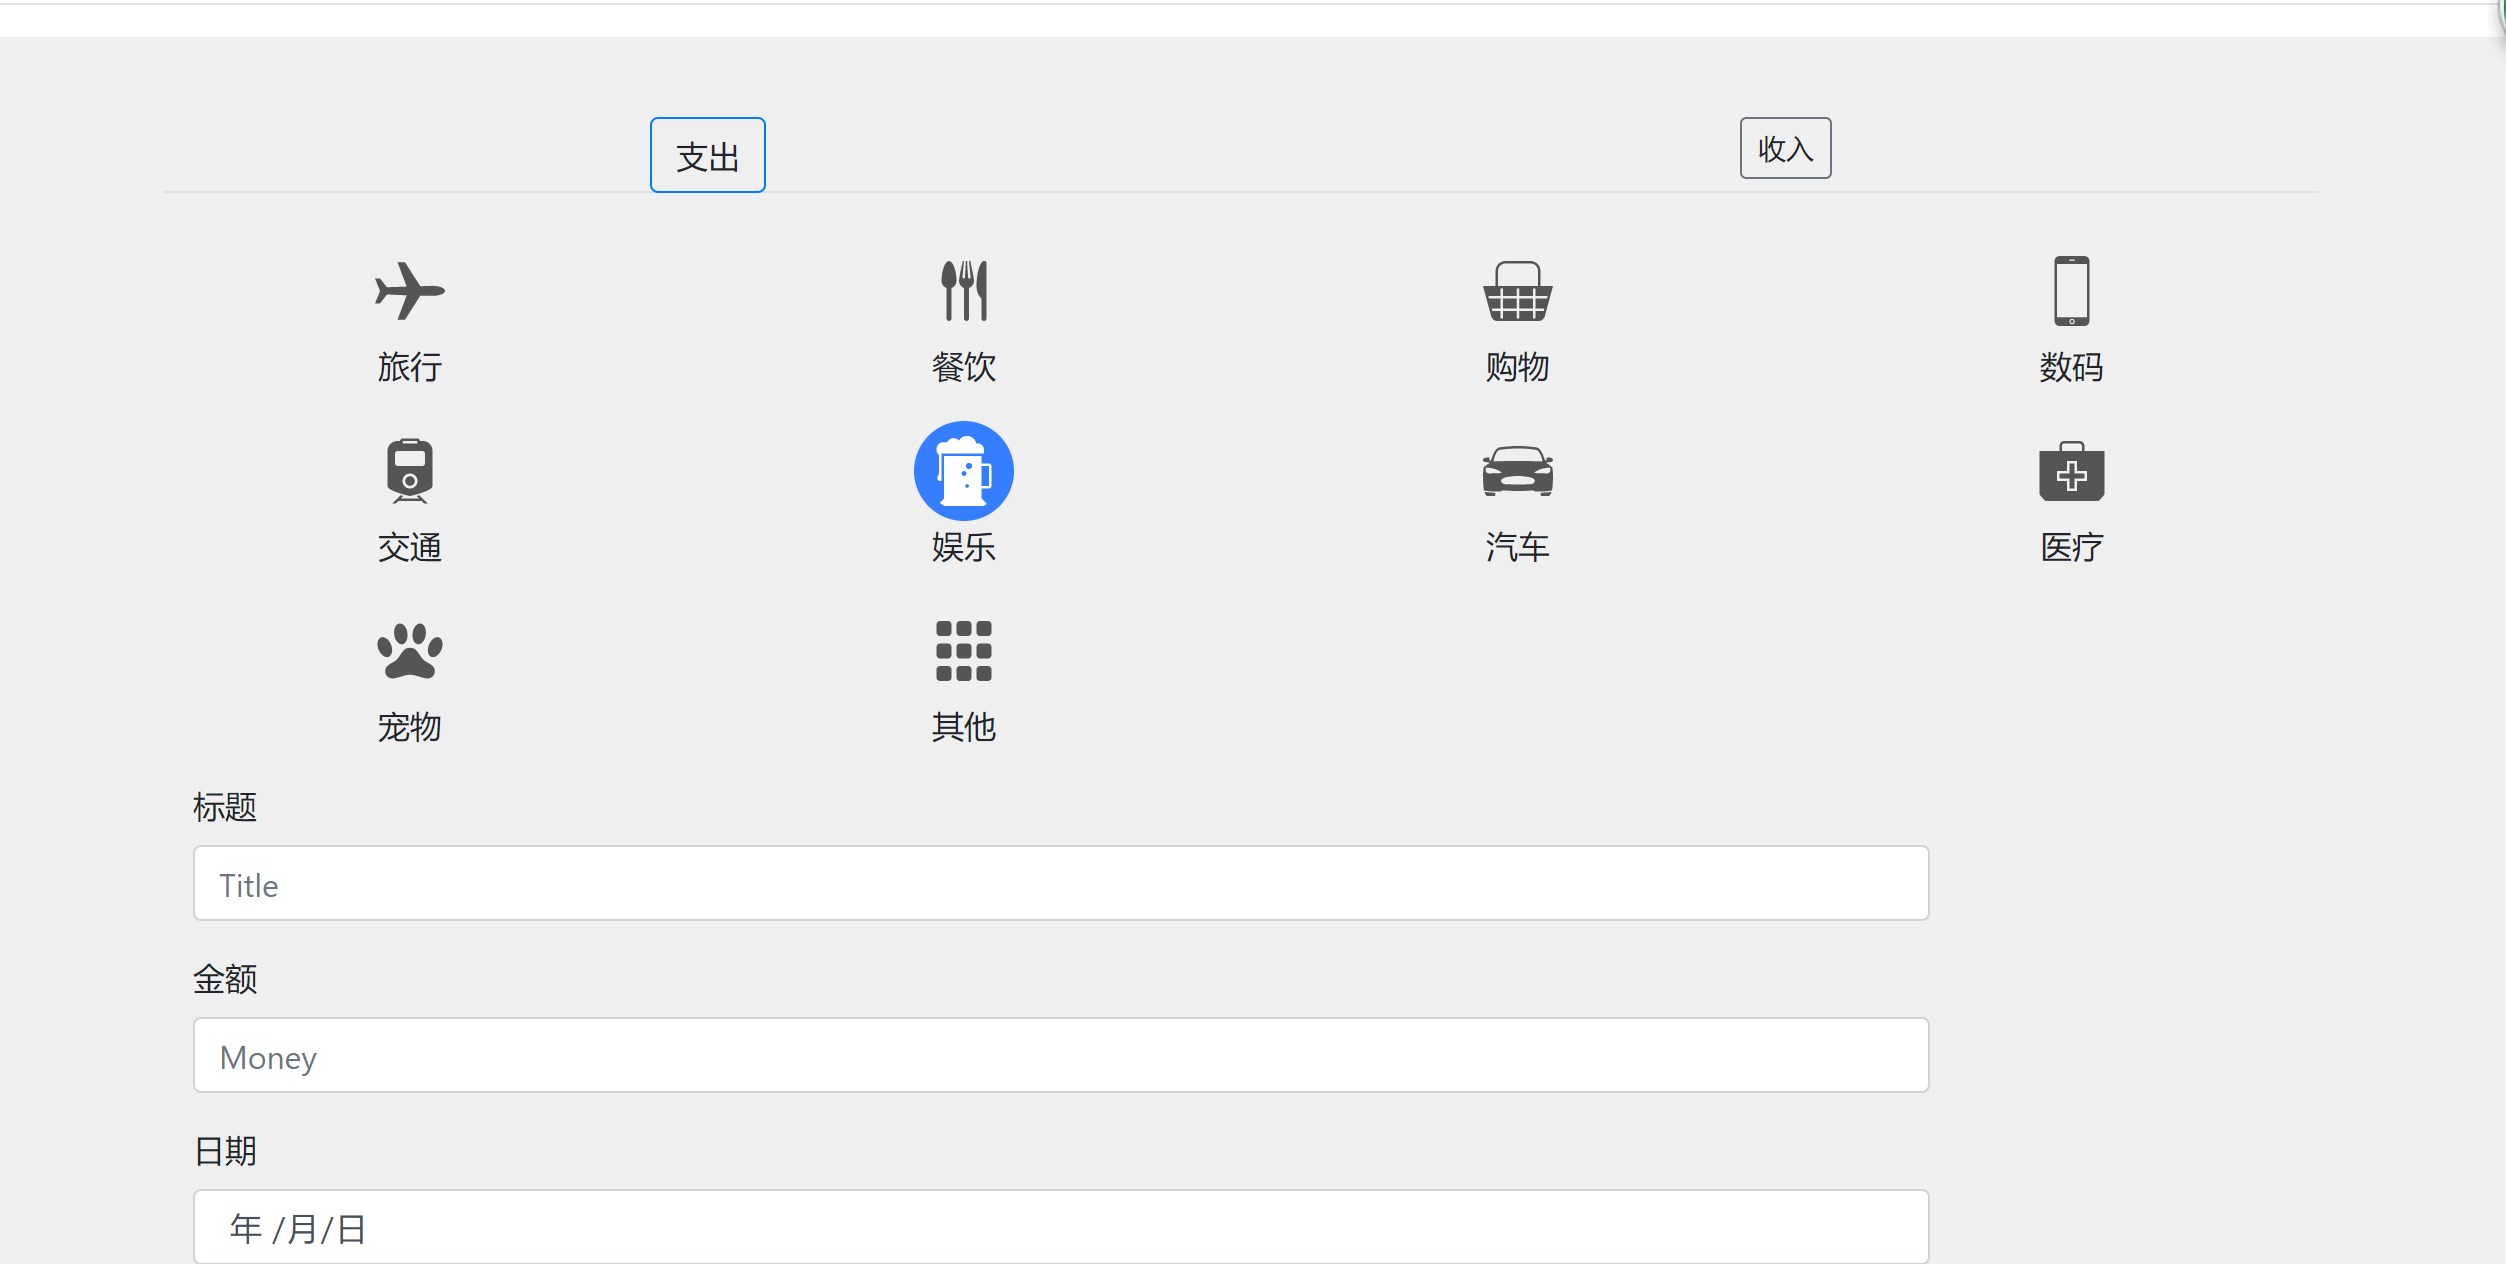 支出 收入
旅行 餐饮 购物 数码
交通 娱乐 汽车 医疗
宠物 其他
标题
Title
金额
Money
日期
年 /月/日